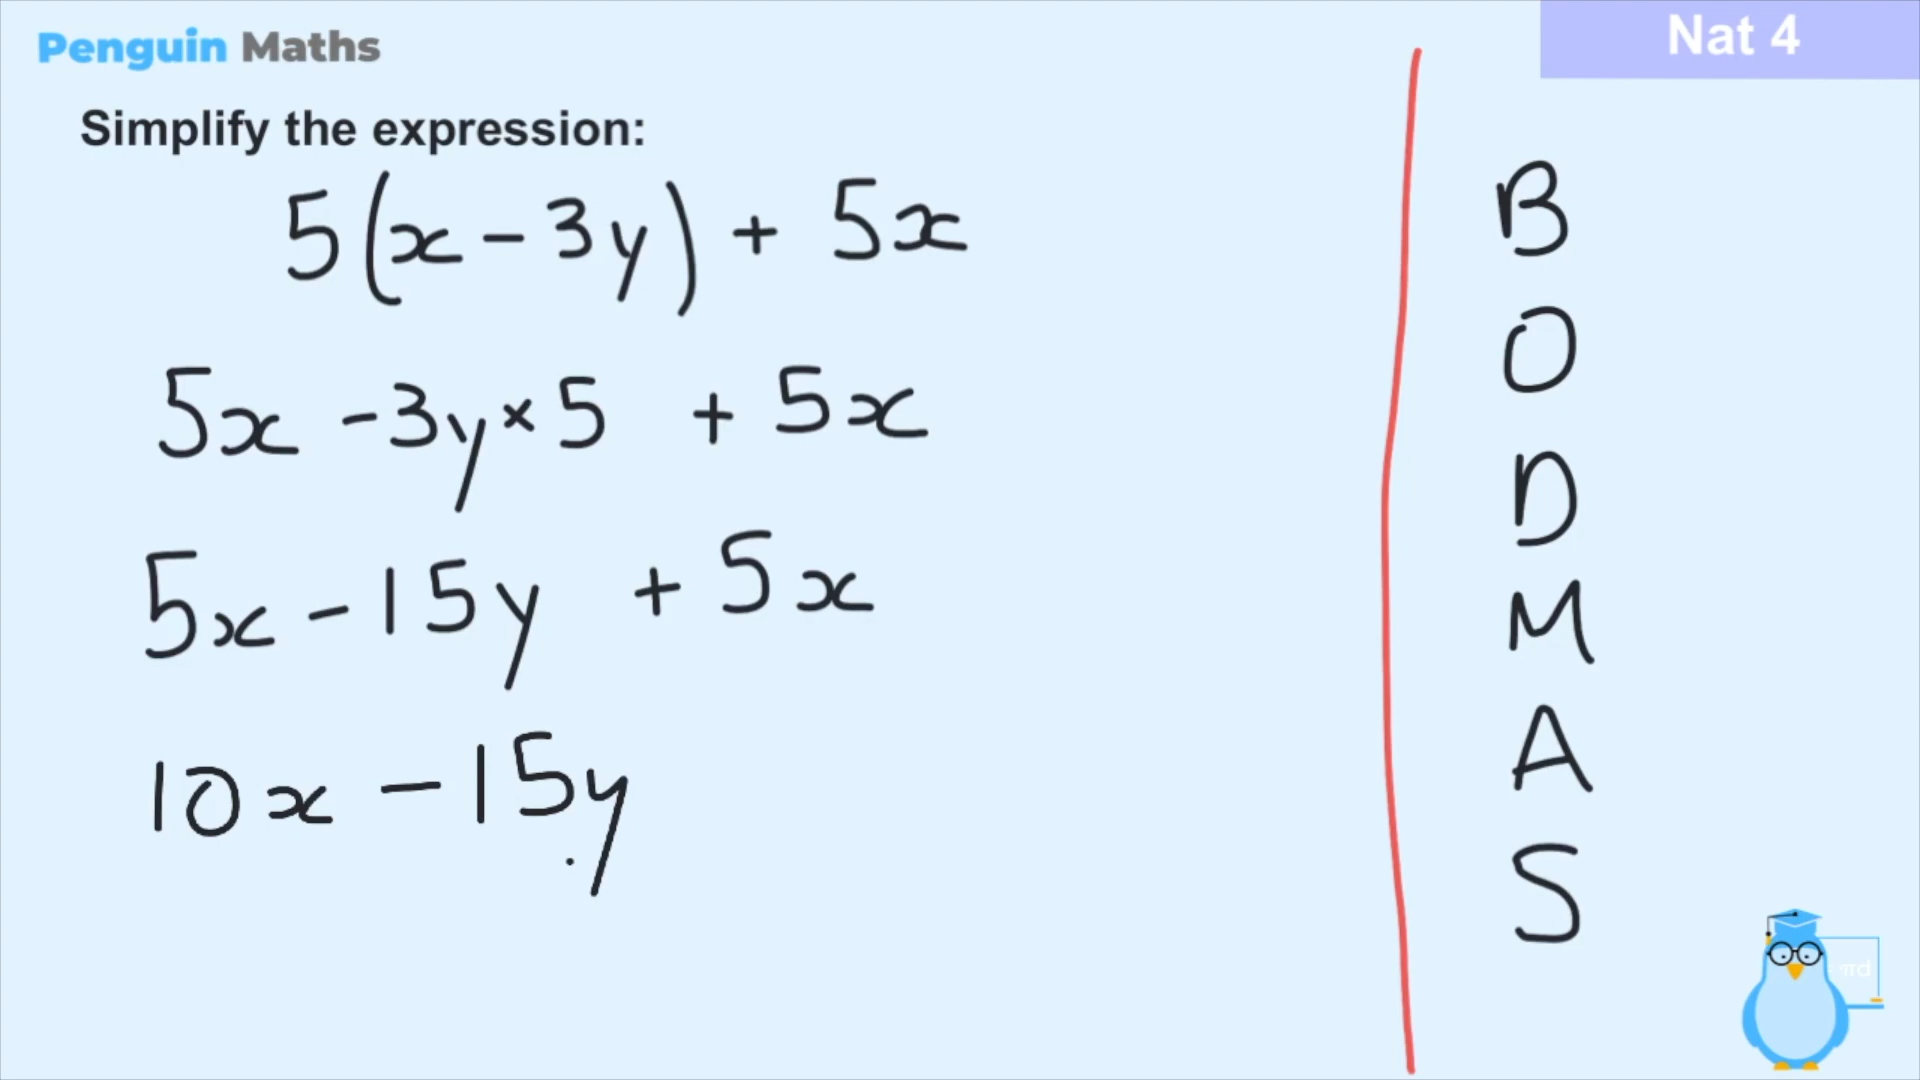 Penguin Maths
Nat 4
Simplify the expression:
5(x - 3y) + 5x
5x - 3y × 5 + 5x
5x - 15y + 5x
10x - 15y
B
O
D
M
A
S
πd